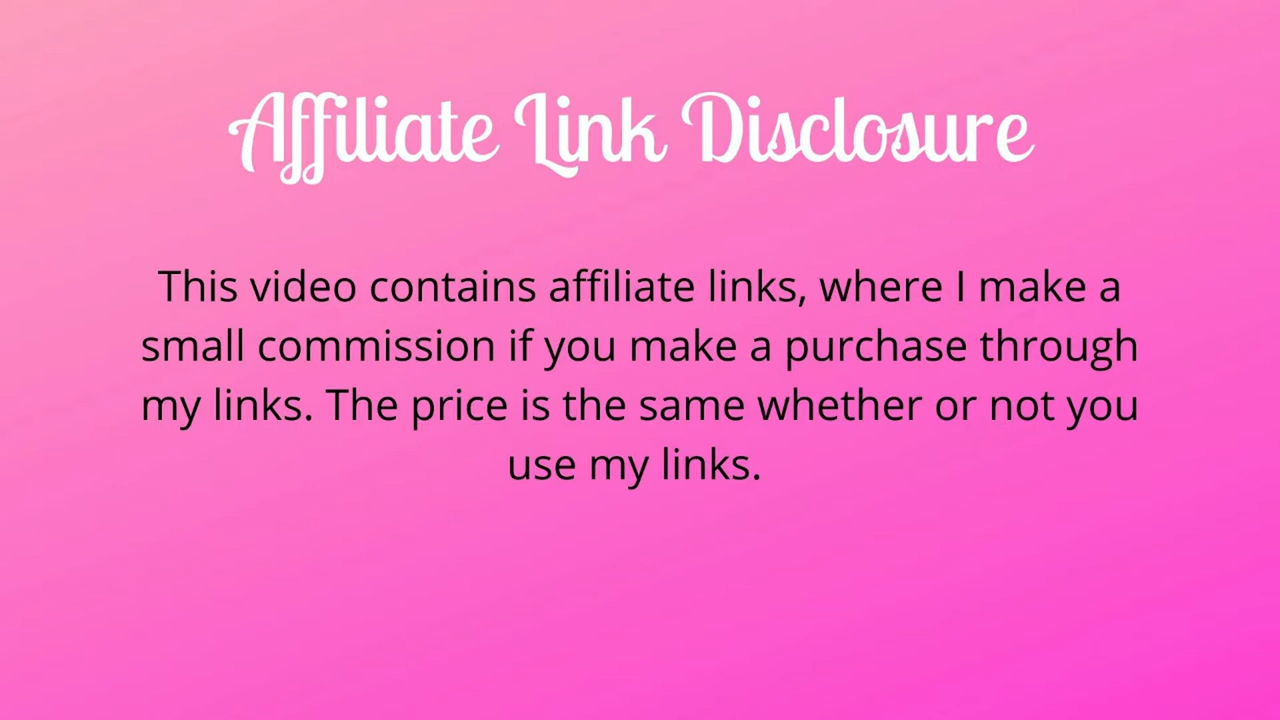 Affiliate Link Disclosure
This video contains affiliate links, where I make a
small commission if you make a purchase through
my links. The price is the same whether or not you
use my links.